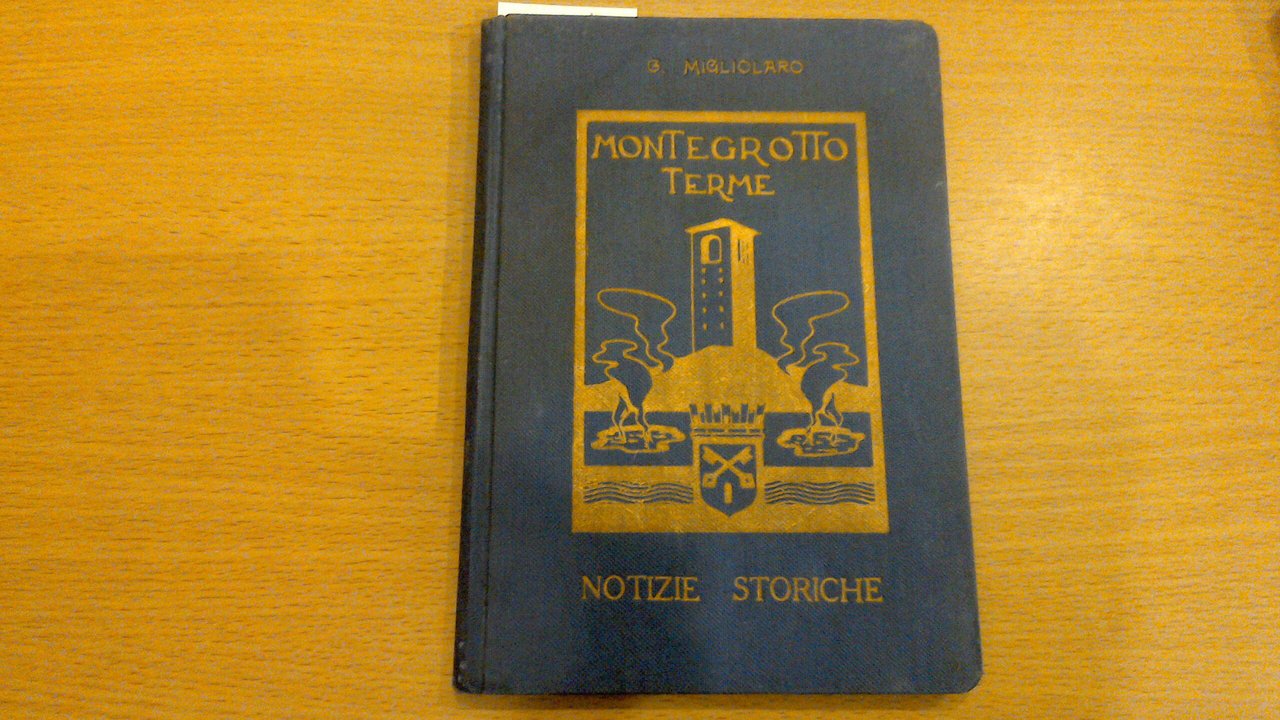 G. MIGLIOLARO
MONTEGROTTO
TERME
NOTIZIE STORICHE